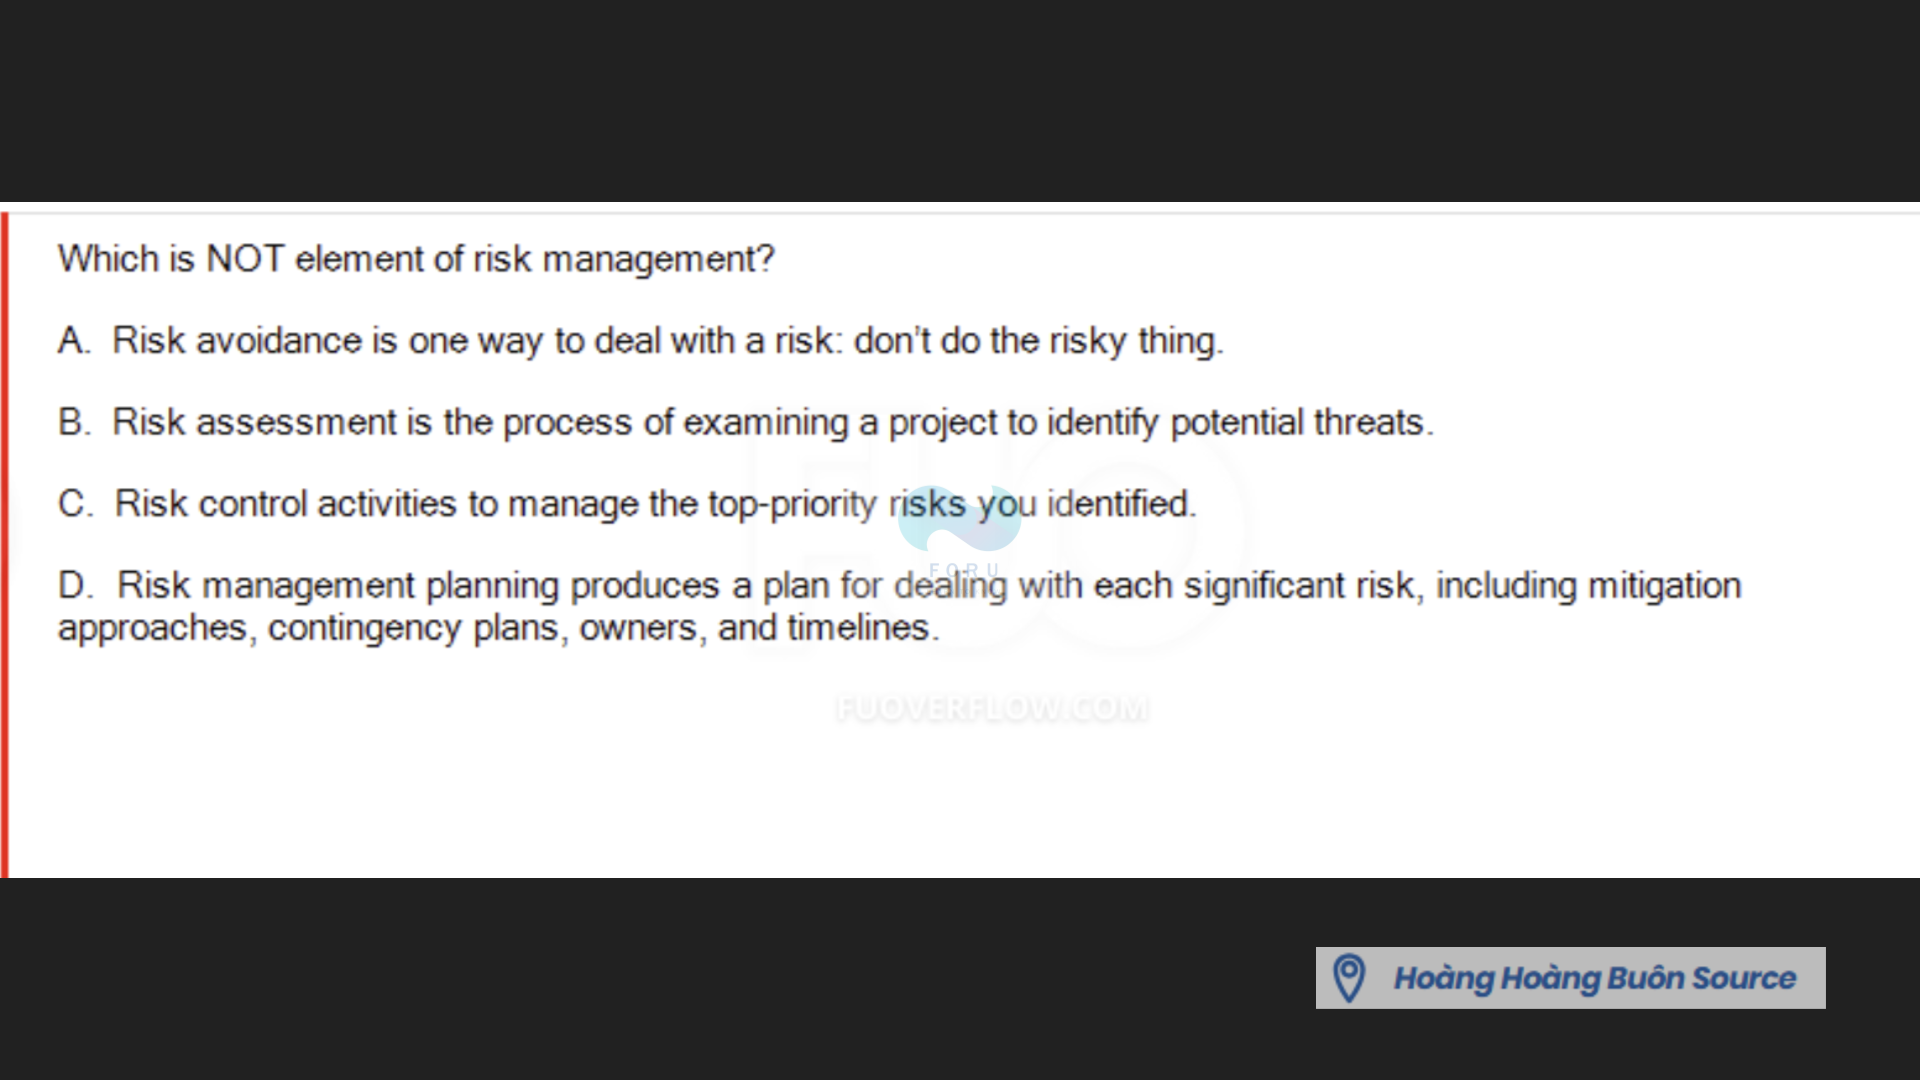 Which is NOT element of risk management?
A. Risk avoidance is one way to deal with a risk: don't do the risky thing.
B. Risk assessment is the process of examining a project to identify potential threats.
C. Risk control activities to manage the top-priority risks you identified.
D. Risk management planning produces a plan for dealing with each significant risk, including mitigation
approaches, contingency plans, owners, and timelines.
FUO
FORU
FUOVERFLOW.COM
Hoàng Hoàng Buôn Source